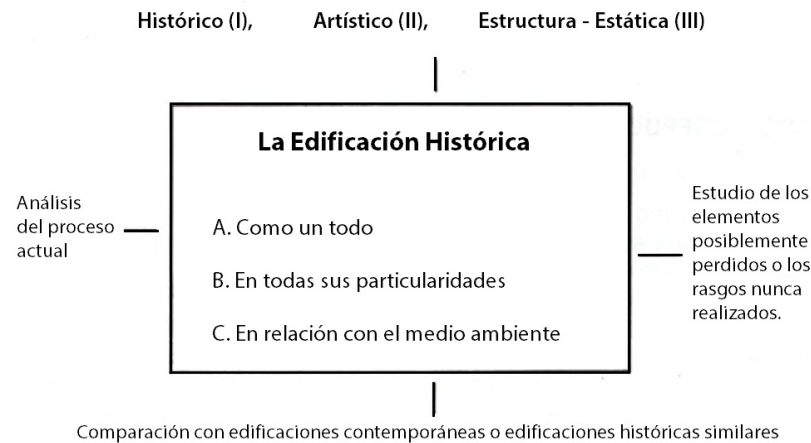 Histórico (I), Artístico (II), Estructura - Estática (III)
La Edificación Histórica
Análisis
del proceso
actual
A. Como un todo
B. En todas sus particularidades
C. En relación con el medio ambiente
Estudio de los
elementos
posiblemente
perdidos o los
rasgos nunca
realizados.
Comparación con edificaciones contemporáneas o edificaciones históricas similares